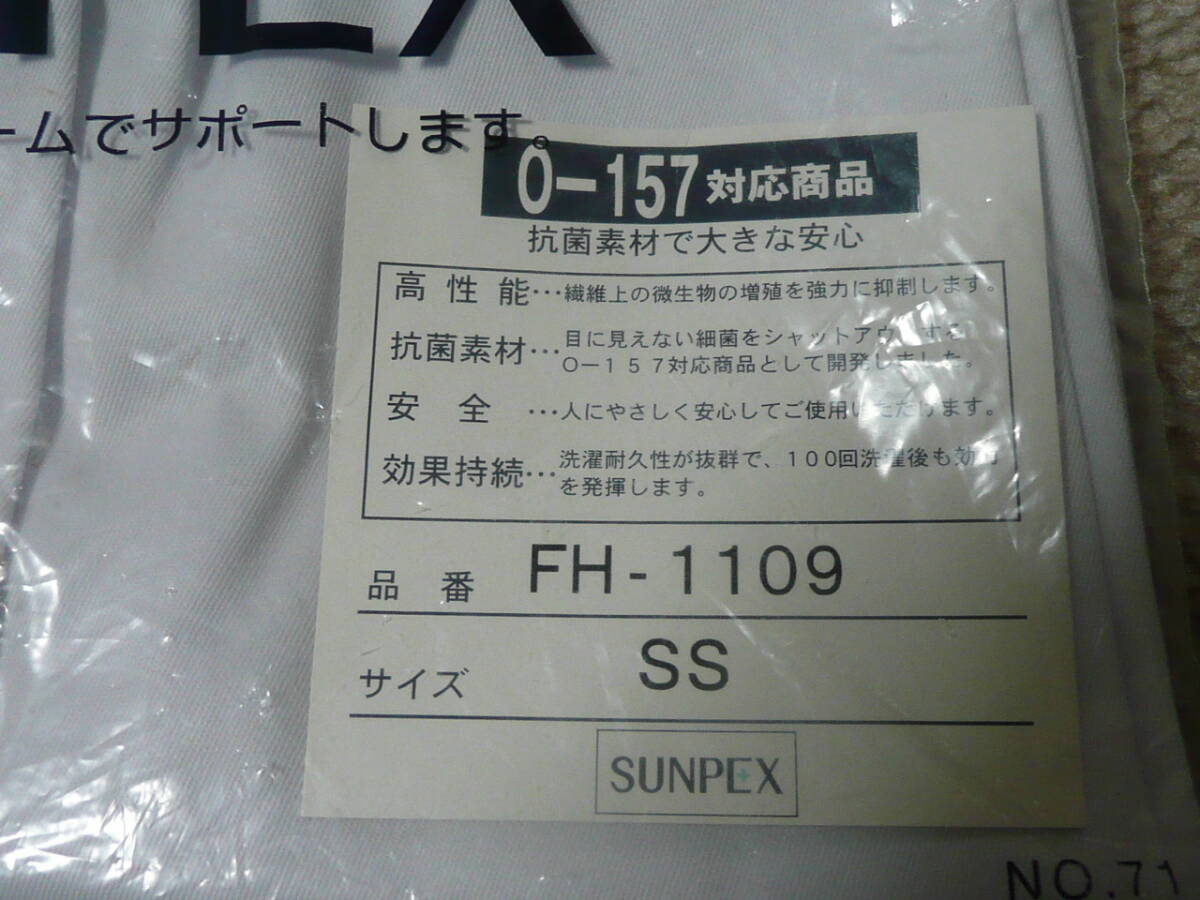 EX
ームでサポートします。
O-157対応商品
抗菌素材で大きな安心
高性能…繊維上の微生物の増殖を強力に抑制します。
抗菌素材…目に見えない細菌をシャットアウトする
O-157対応商品として開発しました。
安全…人にやさしく安心してご使用いただけます。
効果持続…洗濯耐久性が抜群で、100回洗濯後も効力
を発揮します。
品番 FH-1109
サイズ SS
SUNPEX
NO.71